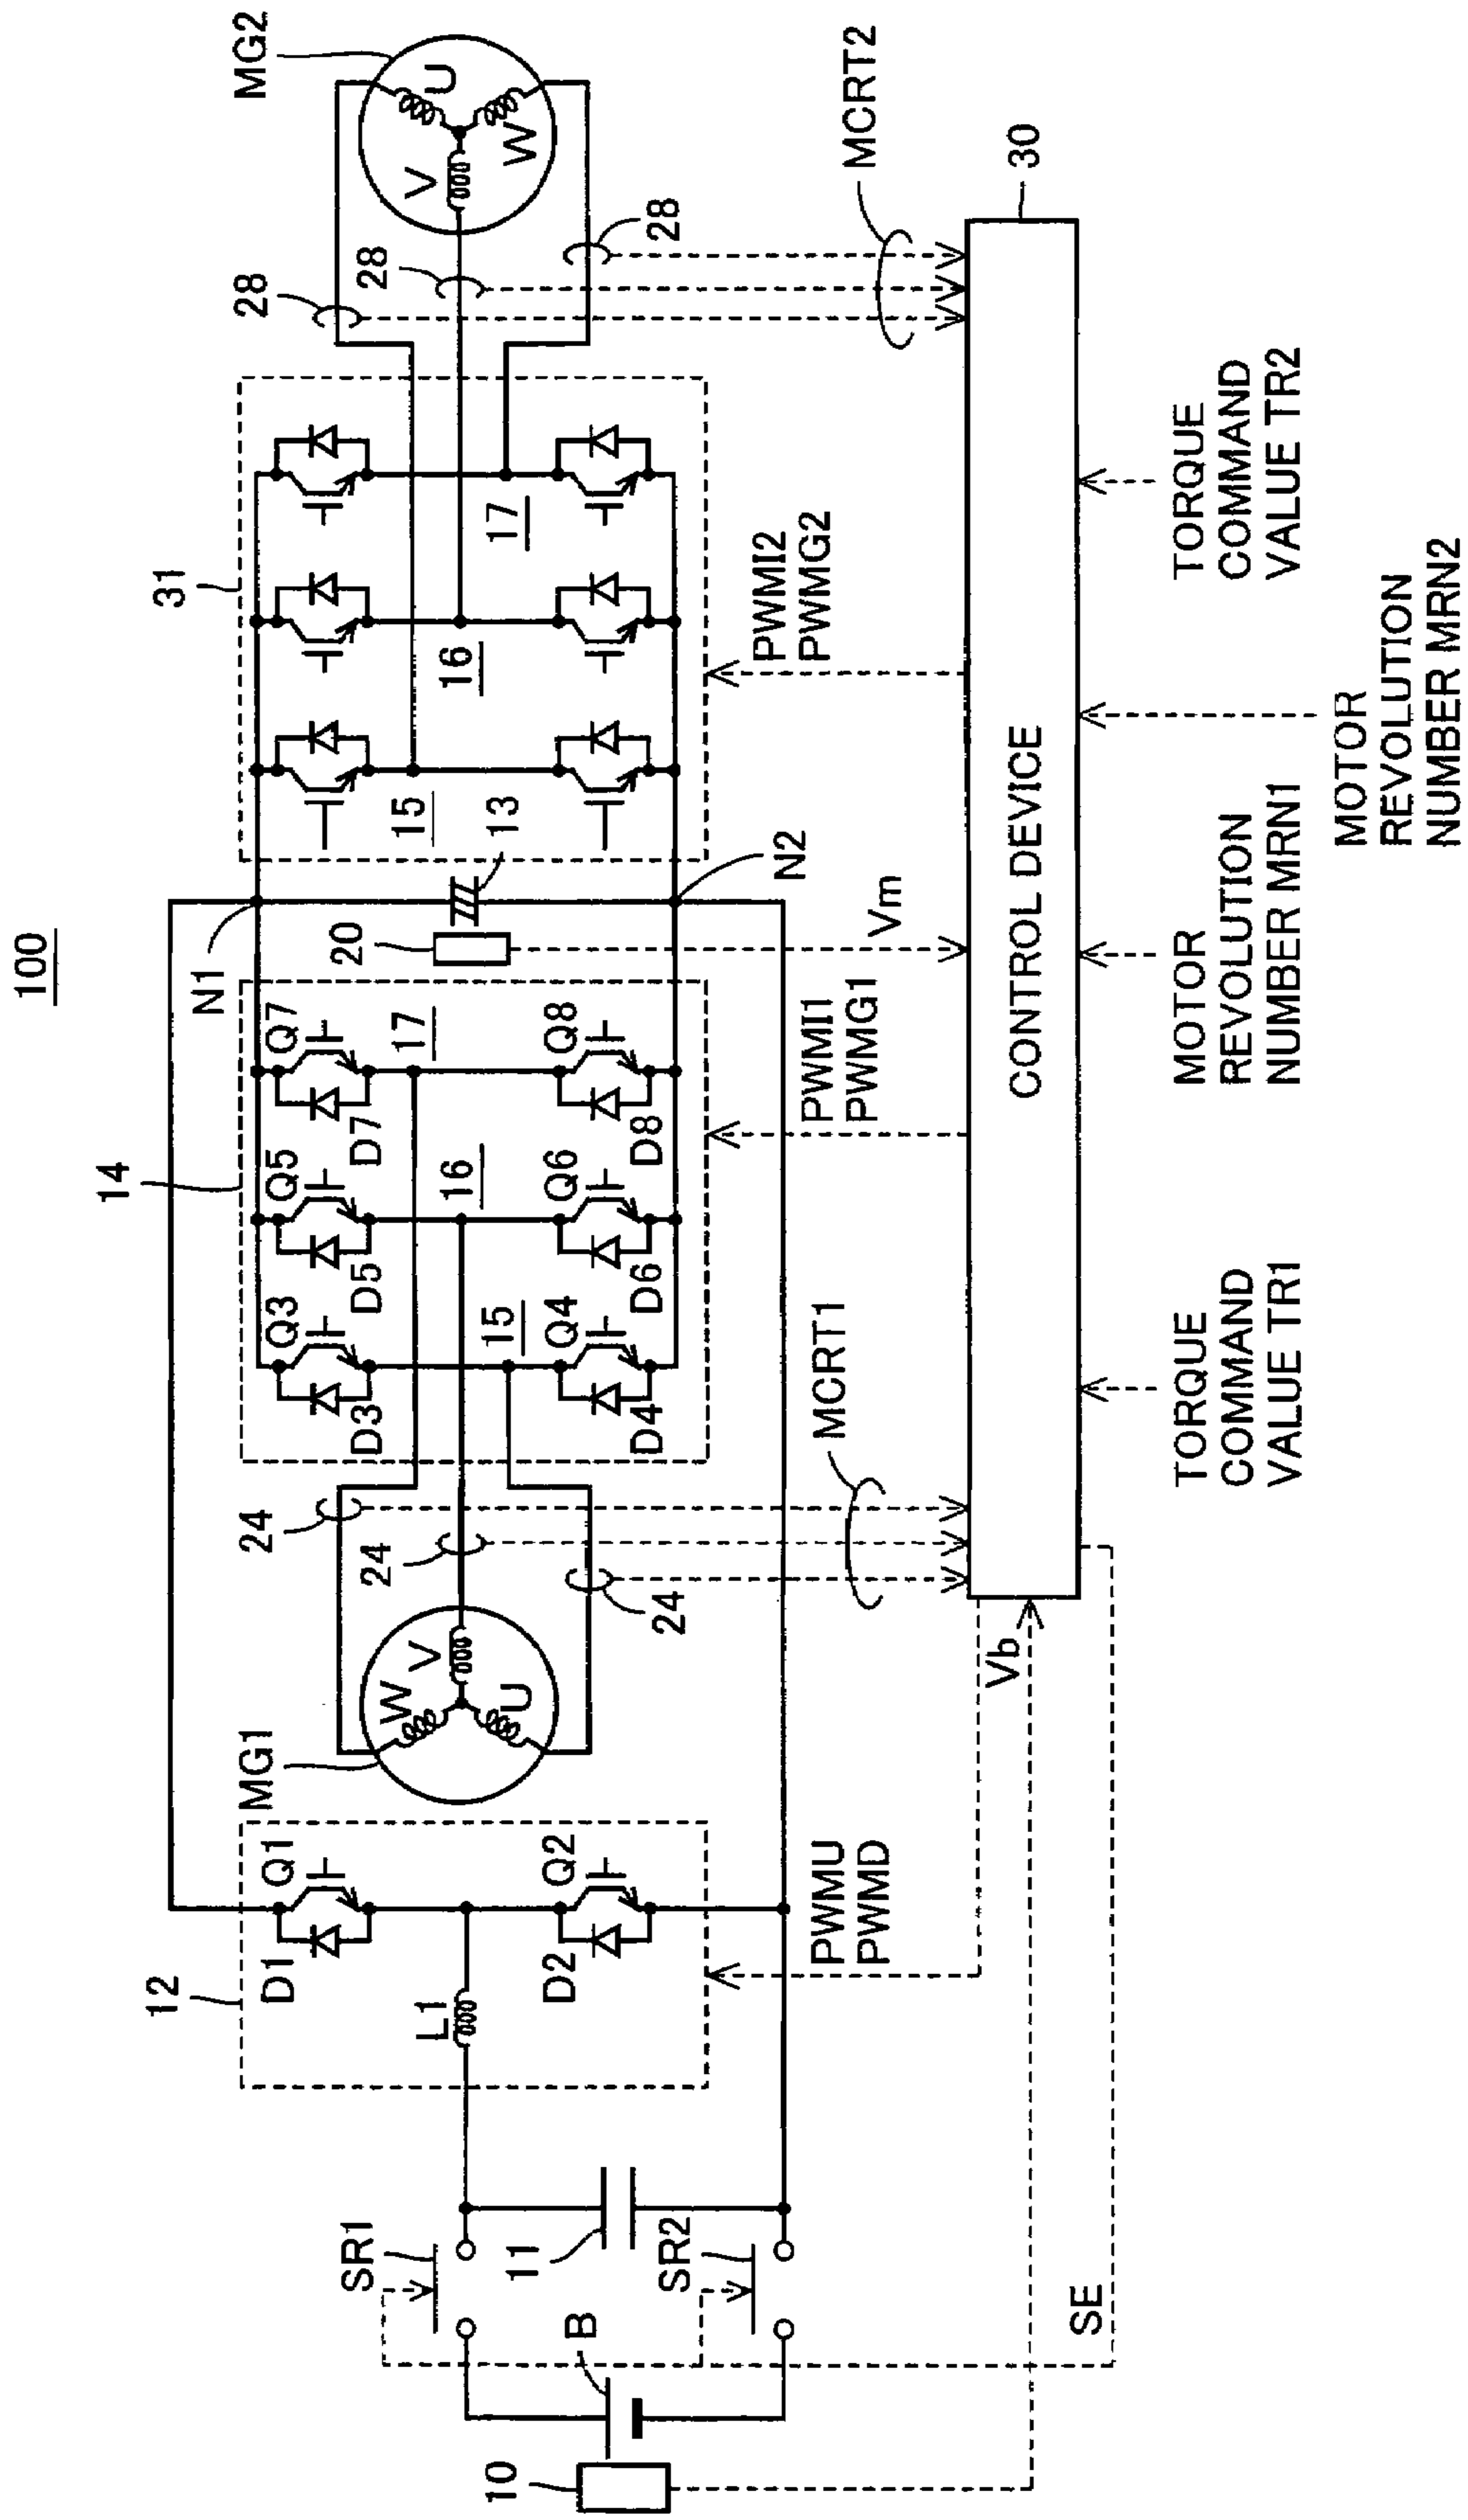 100
N1
N2
14
31
12
Q7
Q5
Q3
Q1
D7
D5
D3
D1
Q8
Q6
Q4
Q2
D8
D6
D4
D2
17
16
15
15
16
17
20
13
Vm
MG1
W
V
U
24
24
24
MCRT1
MG2
U
V
W
28
28
28
MCRT2
L1
SR1
SR2
11
B
10
SE
Vb
PWMU
PWMD
PWMI1
PWMG1
PWMI2
PWMG2
CONTROL DEVICE
30
TORQUE
COMMAND
VALUE TR1
MOTOR
REVOLUTION
NUMBER MRN1
MOTOR
REVOLUTION
NUMBER MRN2
TORQUE
COMMAND
VALUE TR2